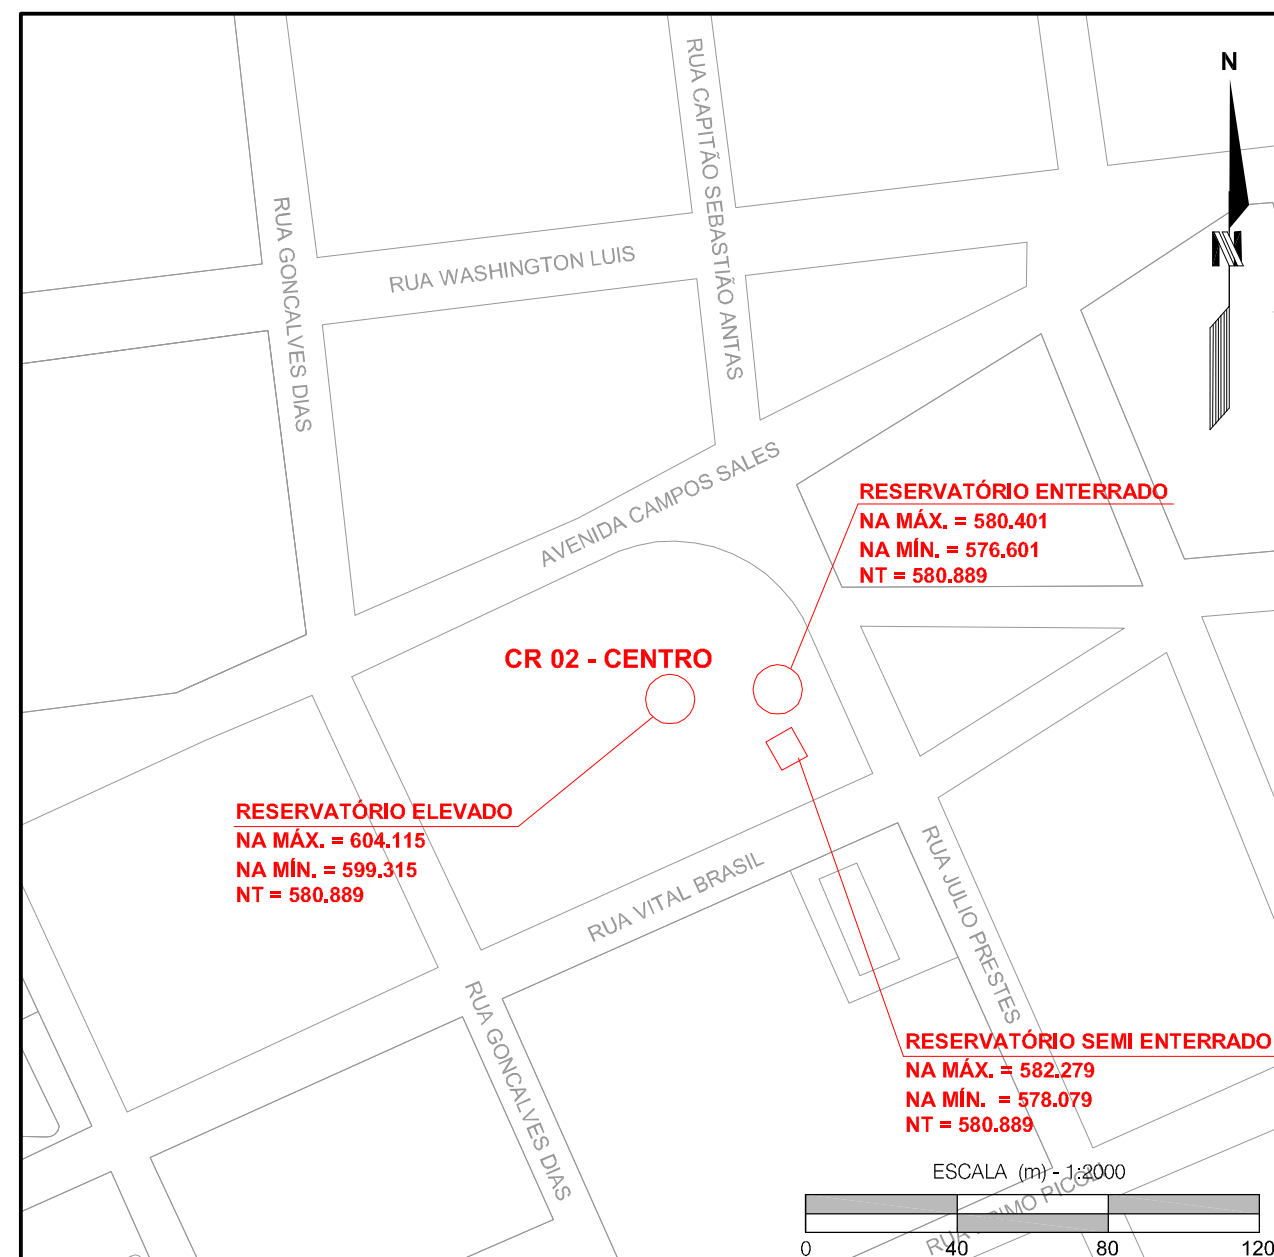 N
RUA CAPITÃO SEBASTIÃO ANTAS
RUA GONCALVES DIAS
RUA WASHINGTON LUIS
N
AVENIDA CAMPOS SALES
RESERVATÓRIO ENTERRADO
NA MÁX. = 580.401
NA MÍN. = 576.601
NT = 580.889
CR 02 - CENTRO
RESERVATÓRIO ELEVADO
NA MÁX. = 604.115
NA MÍN. = 599.315
NT = 580.889
RUA VITAL BRASIL
RUA JULIO PRESTES
RUA GONCALVES DIAS
RESERVATÓRIO SEMI ENTERRADO
NA MÁX. = 582.279
NA MÍN. = 578.079
NT = 580.889
ESCALA (m) - 1:2000
RUA
0 40 80 120